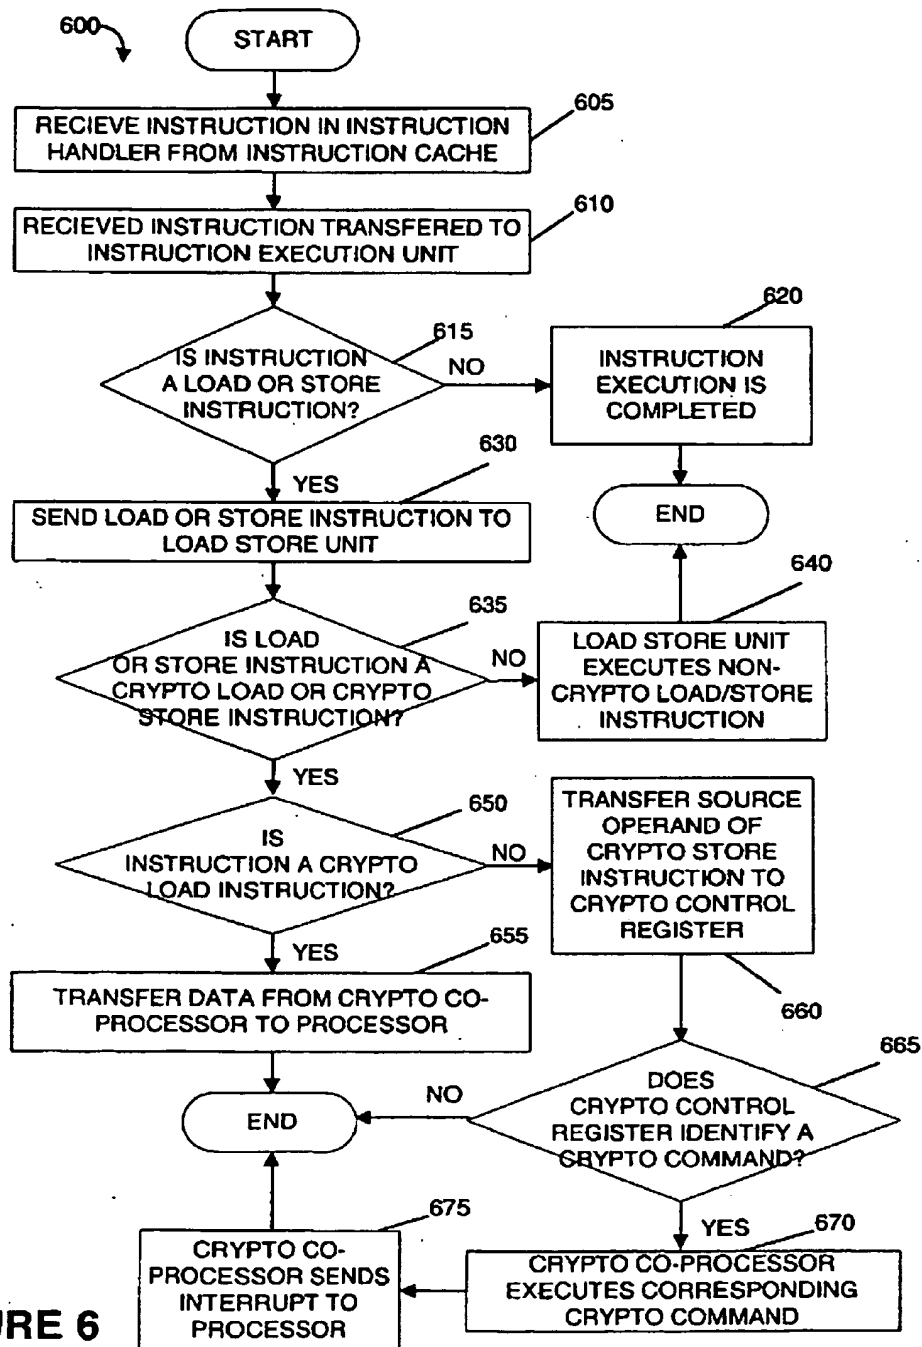 600
START
605
RECIEVE INSTRUCTION IN INSTRUCTION
HANDLER FROM INSTRUCTION CACHE
610
RECIEVED INSTRUCTION TRANSFERED TO
INSTRUCTION EXECUTION UNIT
615
IS INSTRUCTION
A LOAD OR STORE
INSTRUCTION?
NO
620
INSTRUCTION
EXECUTION IS
COMPLETED
END
YES
630
SEND LOAD OR STORE INSTRUCTION TO
LOAD STORE UNIT
635
IS LOAD
OR STORE INSTRUCTION A
CRYPTO LOAD OR CRYPTO
STORE INSTRUCTION?
NO
640
LOAD STORE UNIT
EXECUTES NON-
CRYPTO LOAD/STORE
INSTRUCTION
YES
650
IS
INSTRUCTION A CRYPTO
LOAD INSTRUCTION?
NO
TRANSFER SOURCE
OPERAND OF
CRYPTO STORE
INSTRUCTION TO
CRYPTO CONTROL
REGISTER
660
YES
655
TRANSFER DATA FROM CRYPTO CO-
PROCESSOR TO PROCESSOR
END
665
DOES
CRYPTO CONTROL
REGISTER IDENTIFY A
CRYPTO COMMAND?
NO
YES
670
CRYPTO CO-PROCESSOR
EXECUTES CORRESPONDING
CRYPTO COMMAND
675
CRYPTO CO-
PROCESSOR SENDS
INTERRUPT TO
PROCESSOR
URE 6